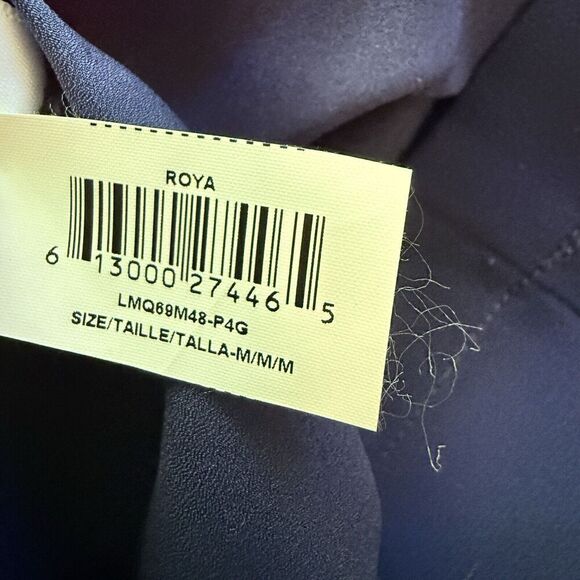 ROYA
6 13000 27446 5
LMQ69M48-P4G
SIZE/TAILLE/TALLA-M/M/M